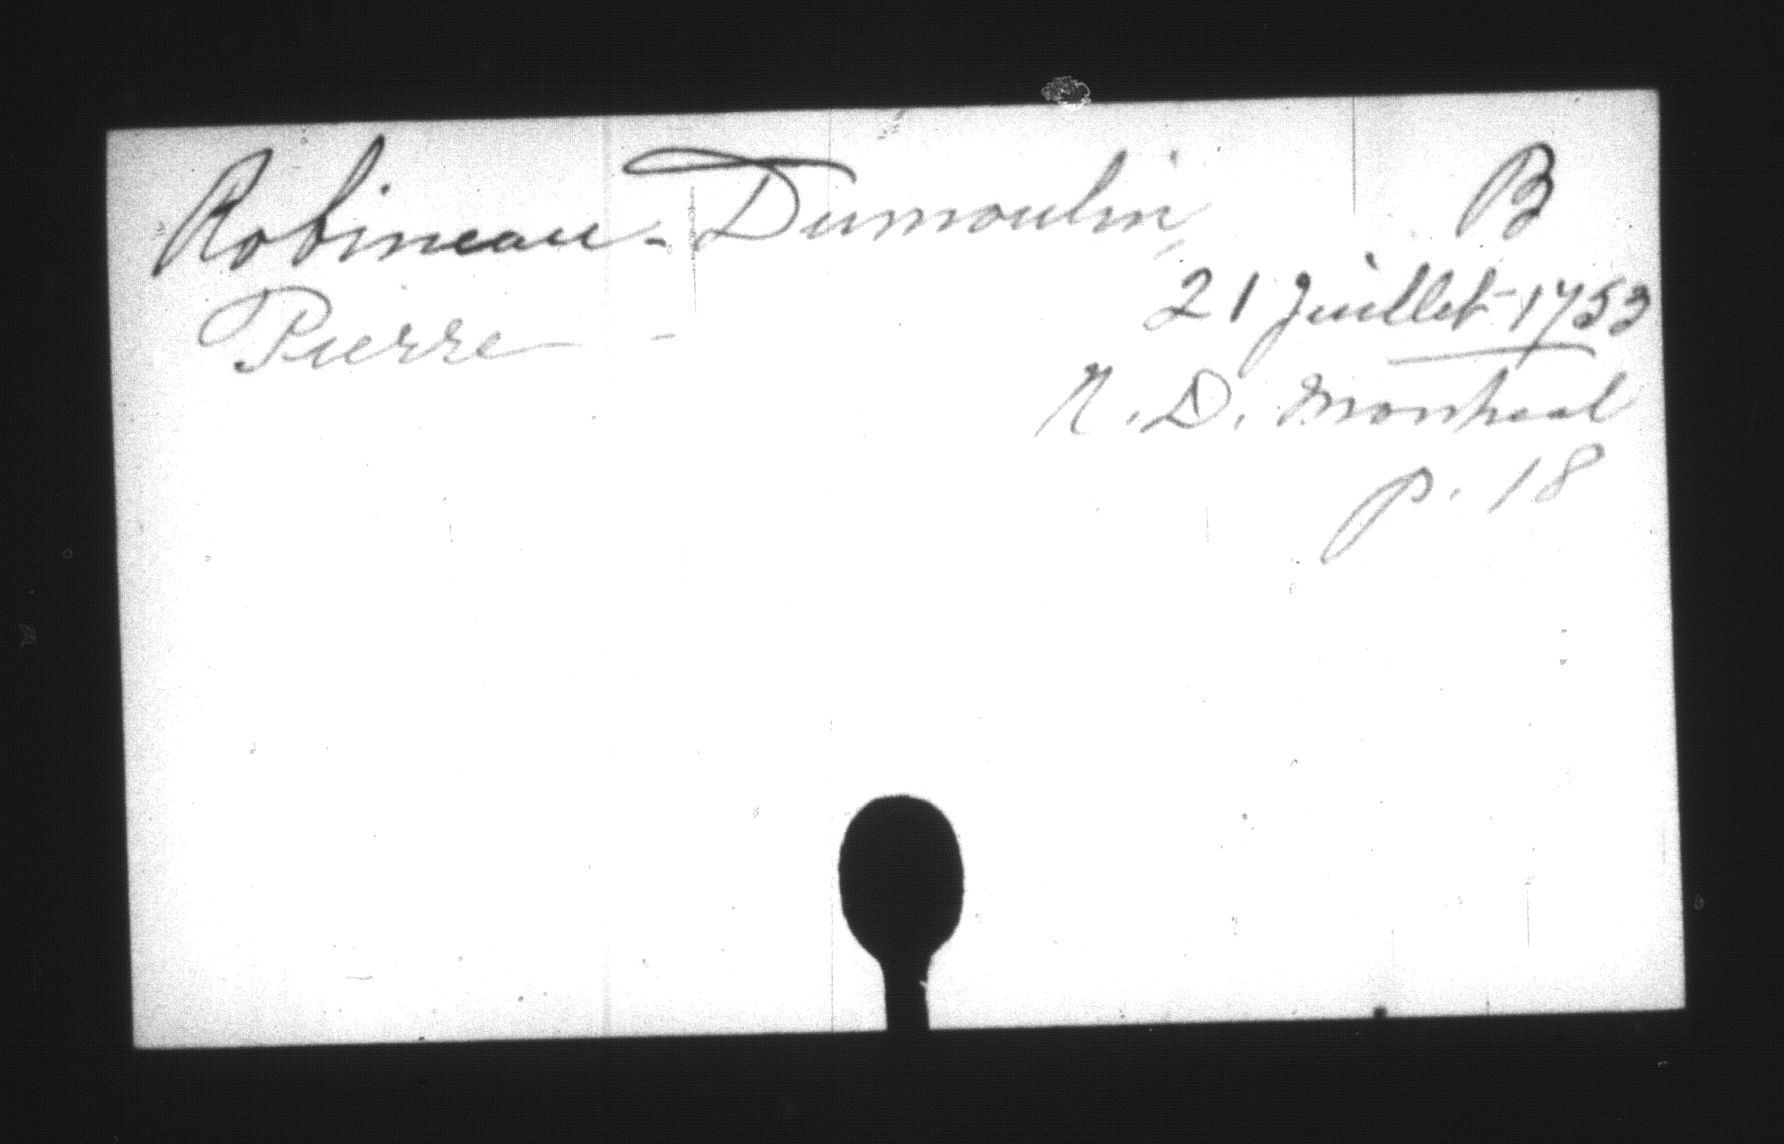 Robineau-Dumoulin B
Pierre - 21 Juillet-1753
N. D. Montreal
p. 18